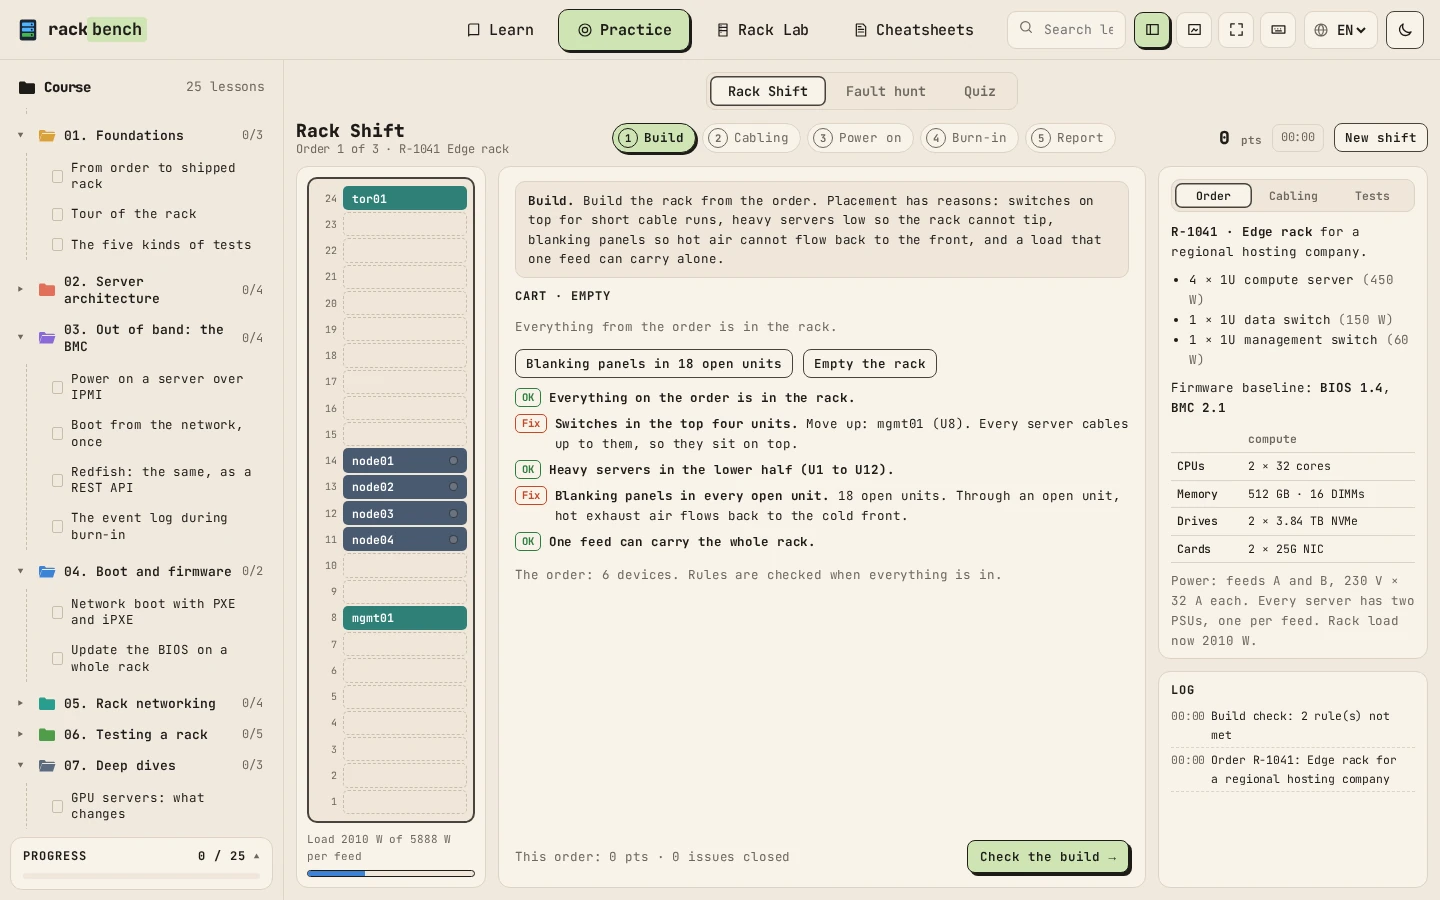 rackbench
Learn
Practice
Rack Lab
Cheatsheets
Search le
EN
Course
25 lessons
01. Foundations
0/3
From order to shipped
rack
Tour of the rack
The five kinds of tests
02. Server
architecture
0/4
03. Out of band: the
BMC
0/4
Power on a server over
IPMI
Boot from the network,
once
Redfish: the same, as a
REST API
The event log during
burn-in
04. Boot and firmware
0/2
Network boot with PXE
and iPXE
Update the BIOS on a
whole rack
05. Rack networking
0/4
06. Testing a rack
0/5
07. Deep dives
0/3
GPU servers: what
changes
PROGRESS
0 / 25
Rack Shift
Fault hunt
Quiz
Rack Shift
Order 1 of 3 · R-1041 Edge rack
1 Build
2 Cabling
3 Power on
4 Burn-in
5 Report
0 pts
00:00
New shift
24 tor01
23
22
21
20
19
18
17
16
15
14 node01
13 node02
12 node03
11 node04
10
9
8 mgmt01
7
6
5
4
3
2
1
Load 2010 W of 5888 W
per feed
Build. Build the rack from the order. Placement has reasons: switches on
top for short cable runs, heavy servers low so the rack cannot tip,
blanking panels so hot air cannot flow back to the front, and a load that
one feed can carry alone.
CART · EMPTY
Everything from the order is in the rack.
Blanking panels in 18 open units
Empty the rack
OK Everything on the order is in the rack.
Fix Switches in the top four units. Move up: mgmt01 (U8). Every server cables
up to them, so they sit on top.
OK Heavy servers in the lower half (U1 to U12).
Fix Blanking panels in every open unit. 18 open units. Through an open unit,
hot exhaust air flows back to the cold front.
OK One feed can carry the whole rack.
The order: 6 devices. Rules are checked when everything is in.
This order: 0 pts · 0 issues closed
Check the build →
Order
Cabling
Tests
R-1041 · Edge rack for a
regional hosting company.
• 4 × 1U compute server (450
W)
• 1 × 1U data switch (150 W)
• 1 × 1U management switch (60
W)
Firmware baseline: BIOS 1.4,
BMC 2.1
compute
CPUs 2 × 32 cores
Memory 512 GB · 16 DIMMs
Drives 2 × 3.84 TB NVMe
Cards 2 × 25G NIC
Power: feeds A and B, 230 V ×
32 A each. Every server has two
PSUs, one per feed. Rack load
now 2010 W.
LOG
00:00 Build check: 2 rule(s) not
met
00:00 Order R-1041: Edge rack for
a regional hosting company